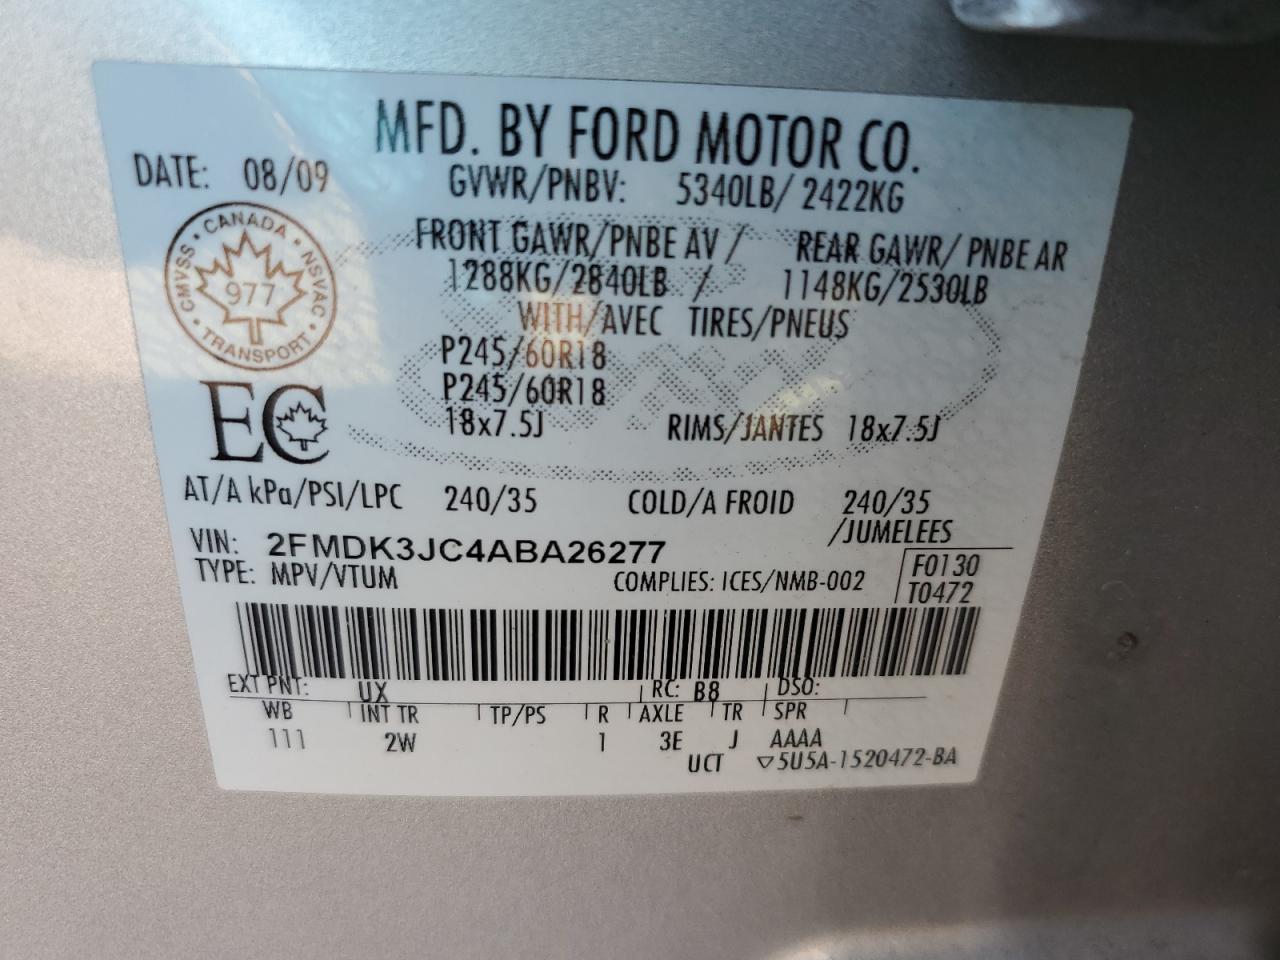 MFD. BY FORD MOTOR CO.
DATE: 08/09 GVWR/PNBV: 5340LB/ 2422KG
CMVSS • CANADA • NSVAC • TRANSPORT •
977
FRONT GAWR/PNBE AV / REAR GAWR/ PNBE AR
1288KG/2840LB / 1148KG/2530LB
WITH/AVEC TIRES/PNEUS
P245/60R18
P245/60R18
EC
18x7.5J RIMS/JANTES 18x7.5J
AT/A kPa/PSI/LPC 240/35 COLD/A FROID 240/35
/JUMELEES
VIN: 2FMDK3JC4ABA26277
TYPE: MPV/VTUM COMPLIES: ICES/NMB-002
F0130
T0472
EXT PNT: UX RC: B8 DSO:
WB INT TR TP/PS R AXLE TR SPR
111 2W 1 3E J AAAA
UCT ▽5U5A-1520472-BA